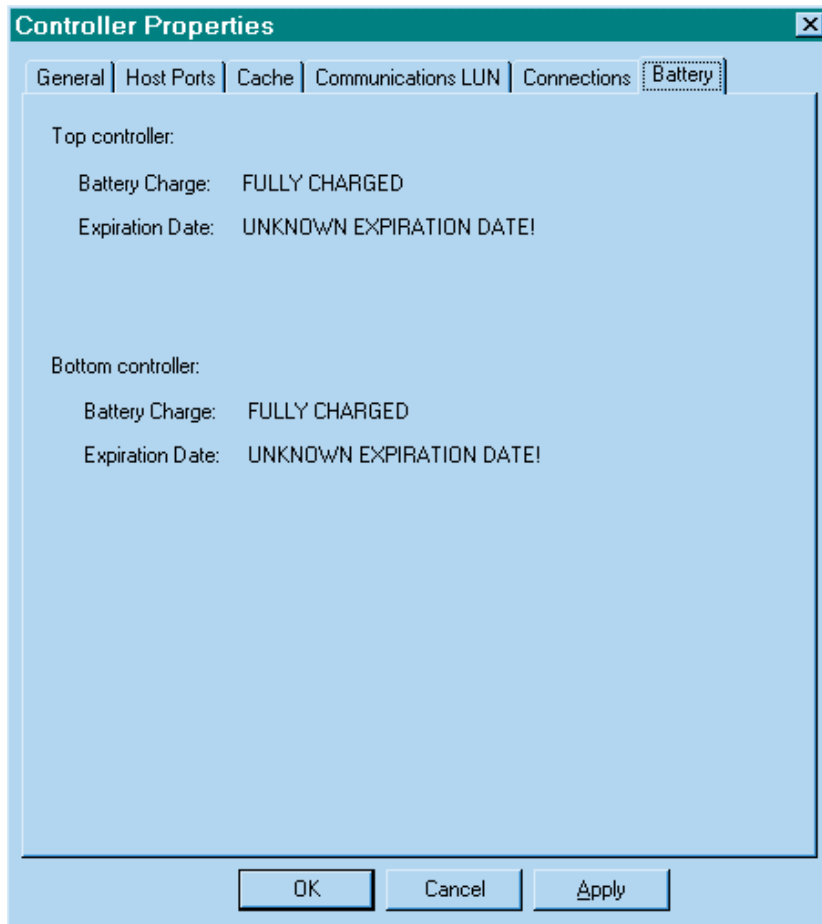 Controller Properties
General Host Ports Cache Communications LUN Connections Battery
Top controller:
Battery Charge: FULLY CHARGED
Expiration Date: UNKNOWN EXPIRATION DATE!
Bottom controller:
Battery Charge: FULLY CHARGED
Expiration Date: UNKNOWN EXPIRATION DATE!
OK Cancel Apply